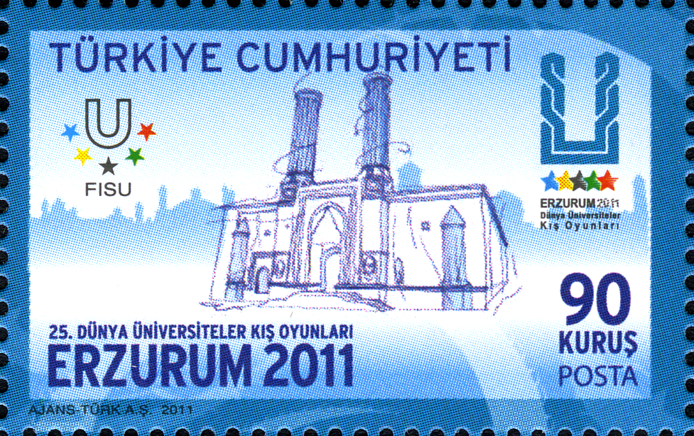 TÜRKİYE CUMHURİYETİ
U
FISU
ERZURUM 2011
Dünya Üniversiteler
Kış Oyunları
25. DÜNYA ÜNİVERSİTELER KIŞ OYUNLARI
ERZURUM 2011
90
KURUŞ
POSTA
AJANS-TÜRK A.Ş. 2011